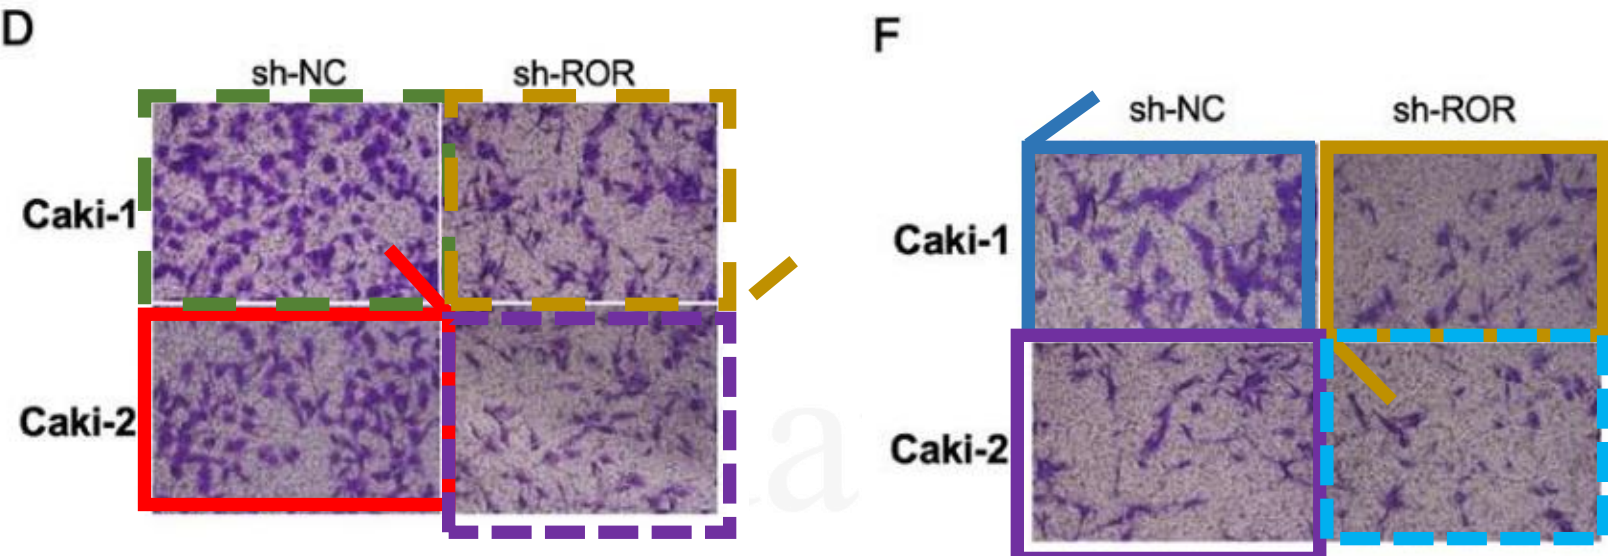 D
sh-NC sh-ROR
Caki-1
Caki-2
F
sh-NC sh-ROR
Caki-1
Caki-2
a